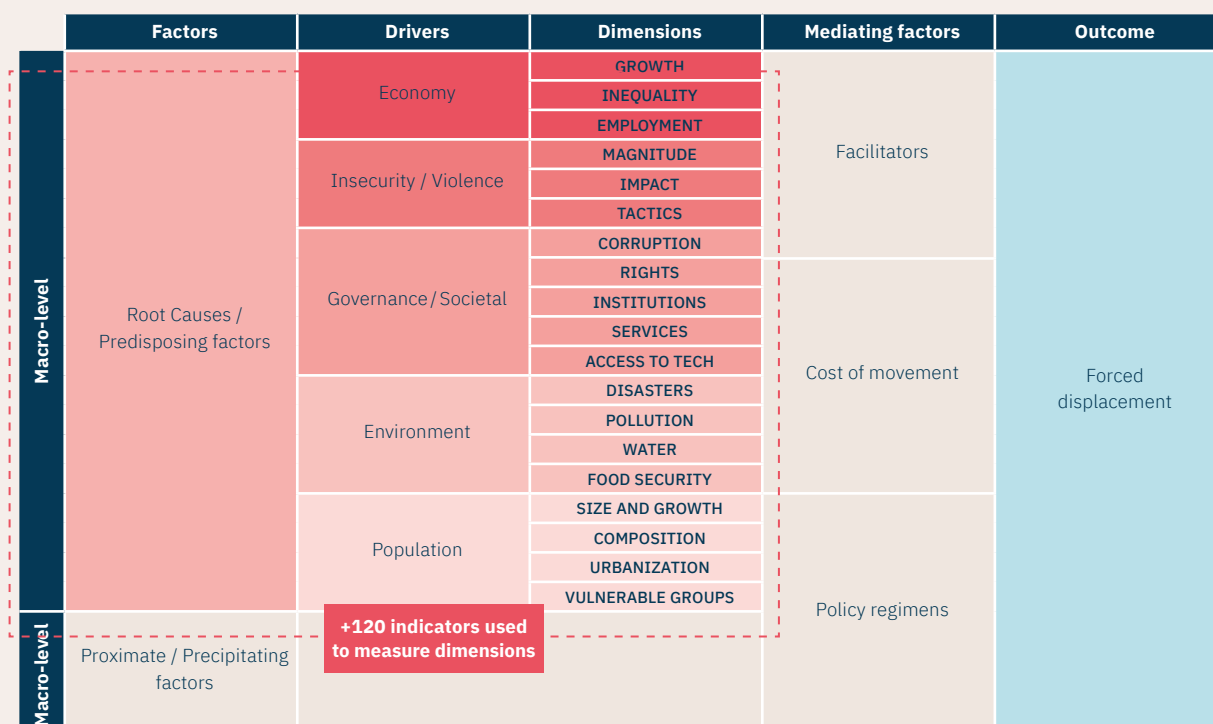 Factors
Drivers
Dimensions
Mediating factors
Outcome
Macro-level
Root Causes /
Predisposing factors
Economy
GROWTH
INEQUALITY
EMPLOYMENT
Insecurity / Violence
MAGNITUDE
IMPACT
TACTICS
Governance / Societal
CORRUPTION
RIGHTS
INSTITUTIONS
SERVICES
ACCESS TO TECH
Environment
DISASTERS
POLLUTION
WATER
FOOD SECURITY
Population
SIZE AND GROWTH
COMPOSITION
URBANIZATION
VULNERABLE GROUPS
Facilitators
Cost of movement
Policy regimens
Forced
displacement
+120 indicators used
to measure dimensions
Macro-level
Proximate / Precipitating
factors